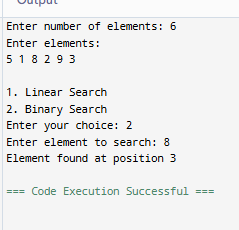 Output
Enter number of elements: 6
Enter elements:
5 1 8 2 9 3

1. Linear Search
2. Binary Search
Enter your choice: 2
Enter element to search: 8
Element found at position 3

=== Code Execution Successful ===